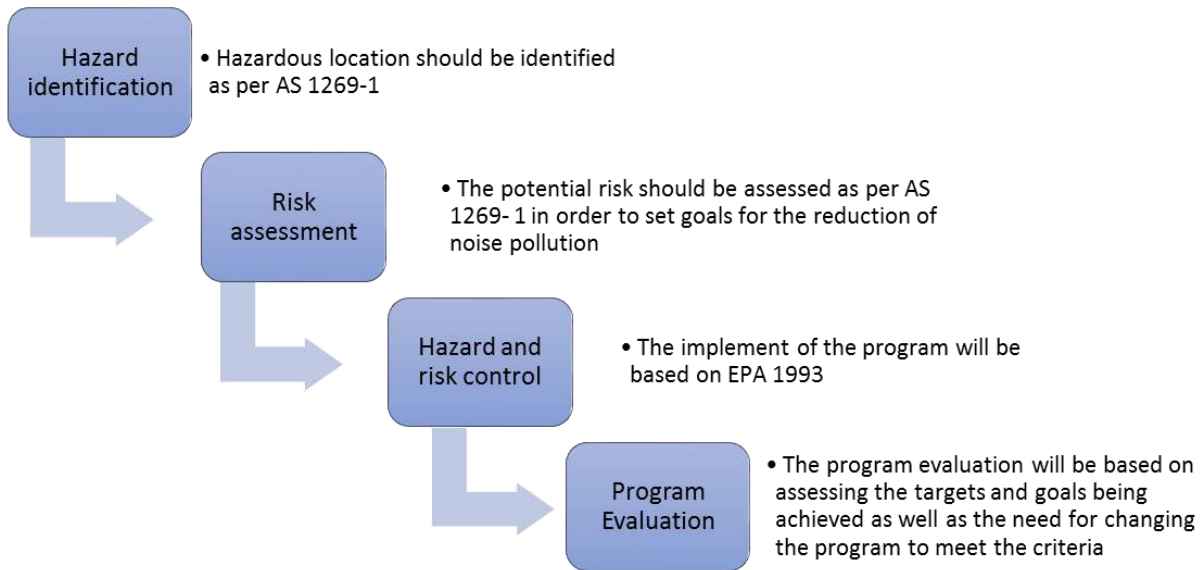 Hazard
identification
• Hazardous location should be identified
as per AS 1269-1
Risk
assessment
• The potential risk should be assessed as per AS
1269- 1 in order to set goals for the reduction of
noise pollution
Hazard and
risk control
• The implement of the program will be
based on EPA 1993
Program
Evaluation
• The program evaluation will be based on
assessing the targets and goals being
achieved as well as the need for changing
the program to meet the criteria